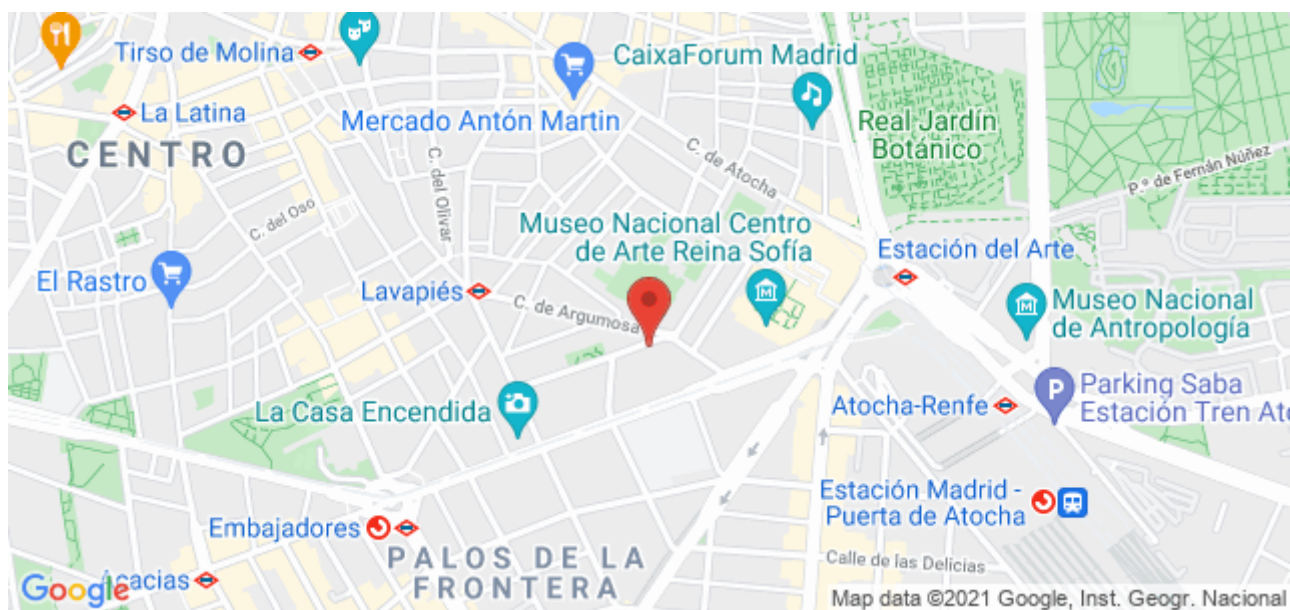 Tirso de Molina
CaixaForum Madrid
La Latina
Mercado Antón Martin
Real Jardín
Botánico
CENTRO
C. del Olivar
C. de Atocha
P.º de Fernán Núñez
C. del Oso
Museo Nacional Centro
de Arte Reina Sofía
Estación del Arte
El Rastro
Lavapiés
C. de Argumosa
Museo Nacional
de Antropología
La Casa Encendida
Atocha-Renfe
Parking Saba
Estación Tren Ato
Estación Madrid -
Puerta de Atocha
Embajadores
PALOS DE LA
FRONTERA
Calle de las Delicias
Acacias
Google
Map data ©2021 Google, Inst. Geogr. Nacional